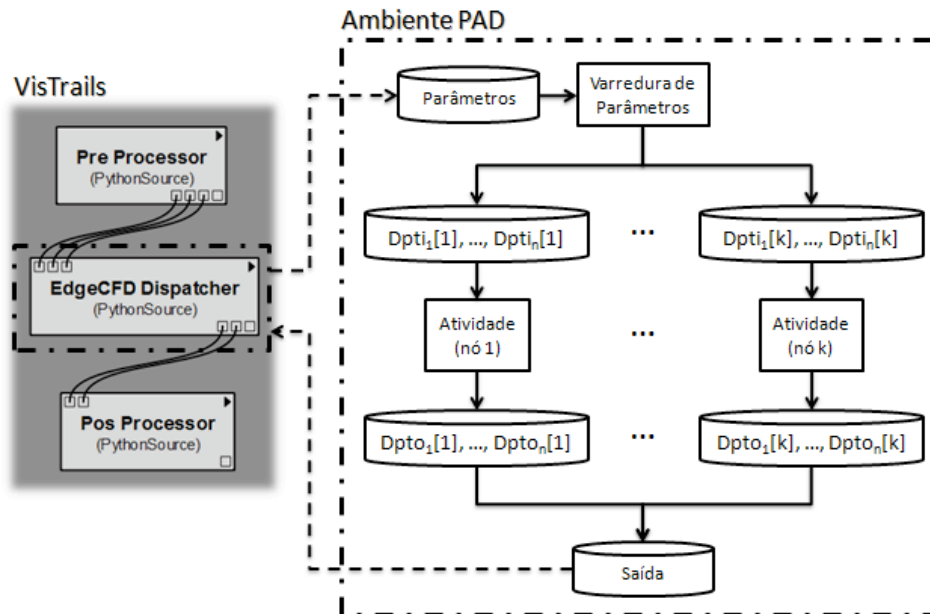 Ambiente PAD
VisTrails
Pre Processor
(PythonSource)
EdgeCFD Dispatcher
(PythonSource)
Pos Processor
(PythonSource)
Parâmetros
Varredura de
Parâmetros
Dpti₁[1], ..., Dptiₙ[1]
...
Dpti₁[k], ..., Dptiₙ[k]
Atividade
(nó 1)
...
Atividade
(nó k)
Dpto₁[1], ..., Dptoₙ[1]
...
Dpto₁[k], ..., Dptoₙ[k]
Saída